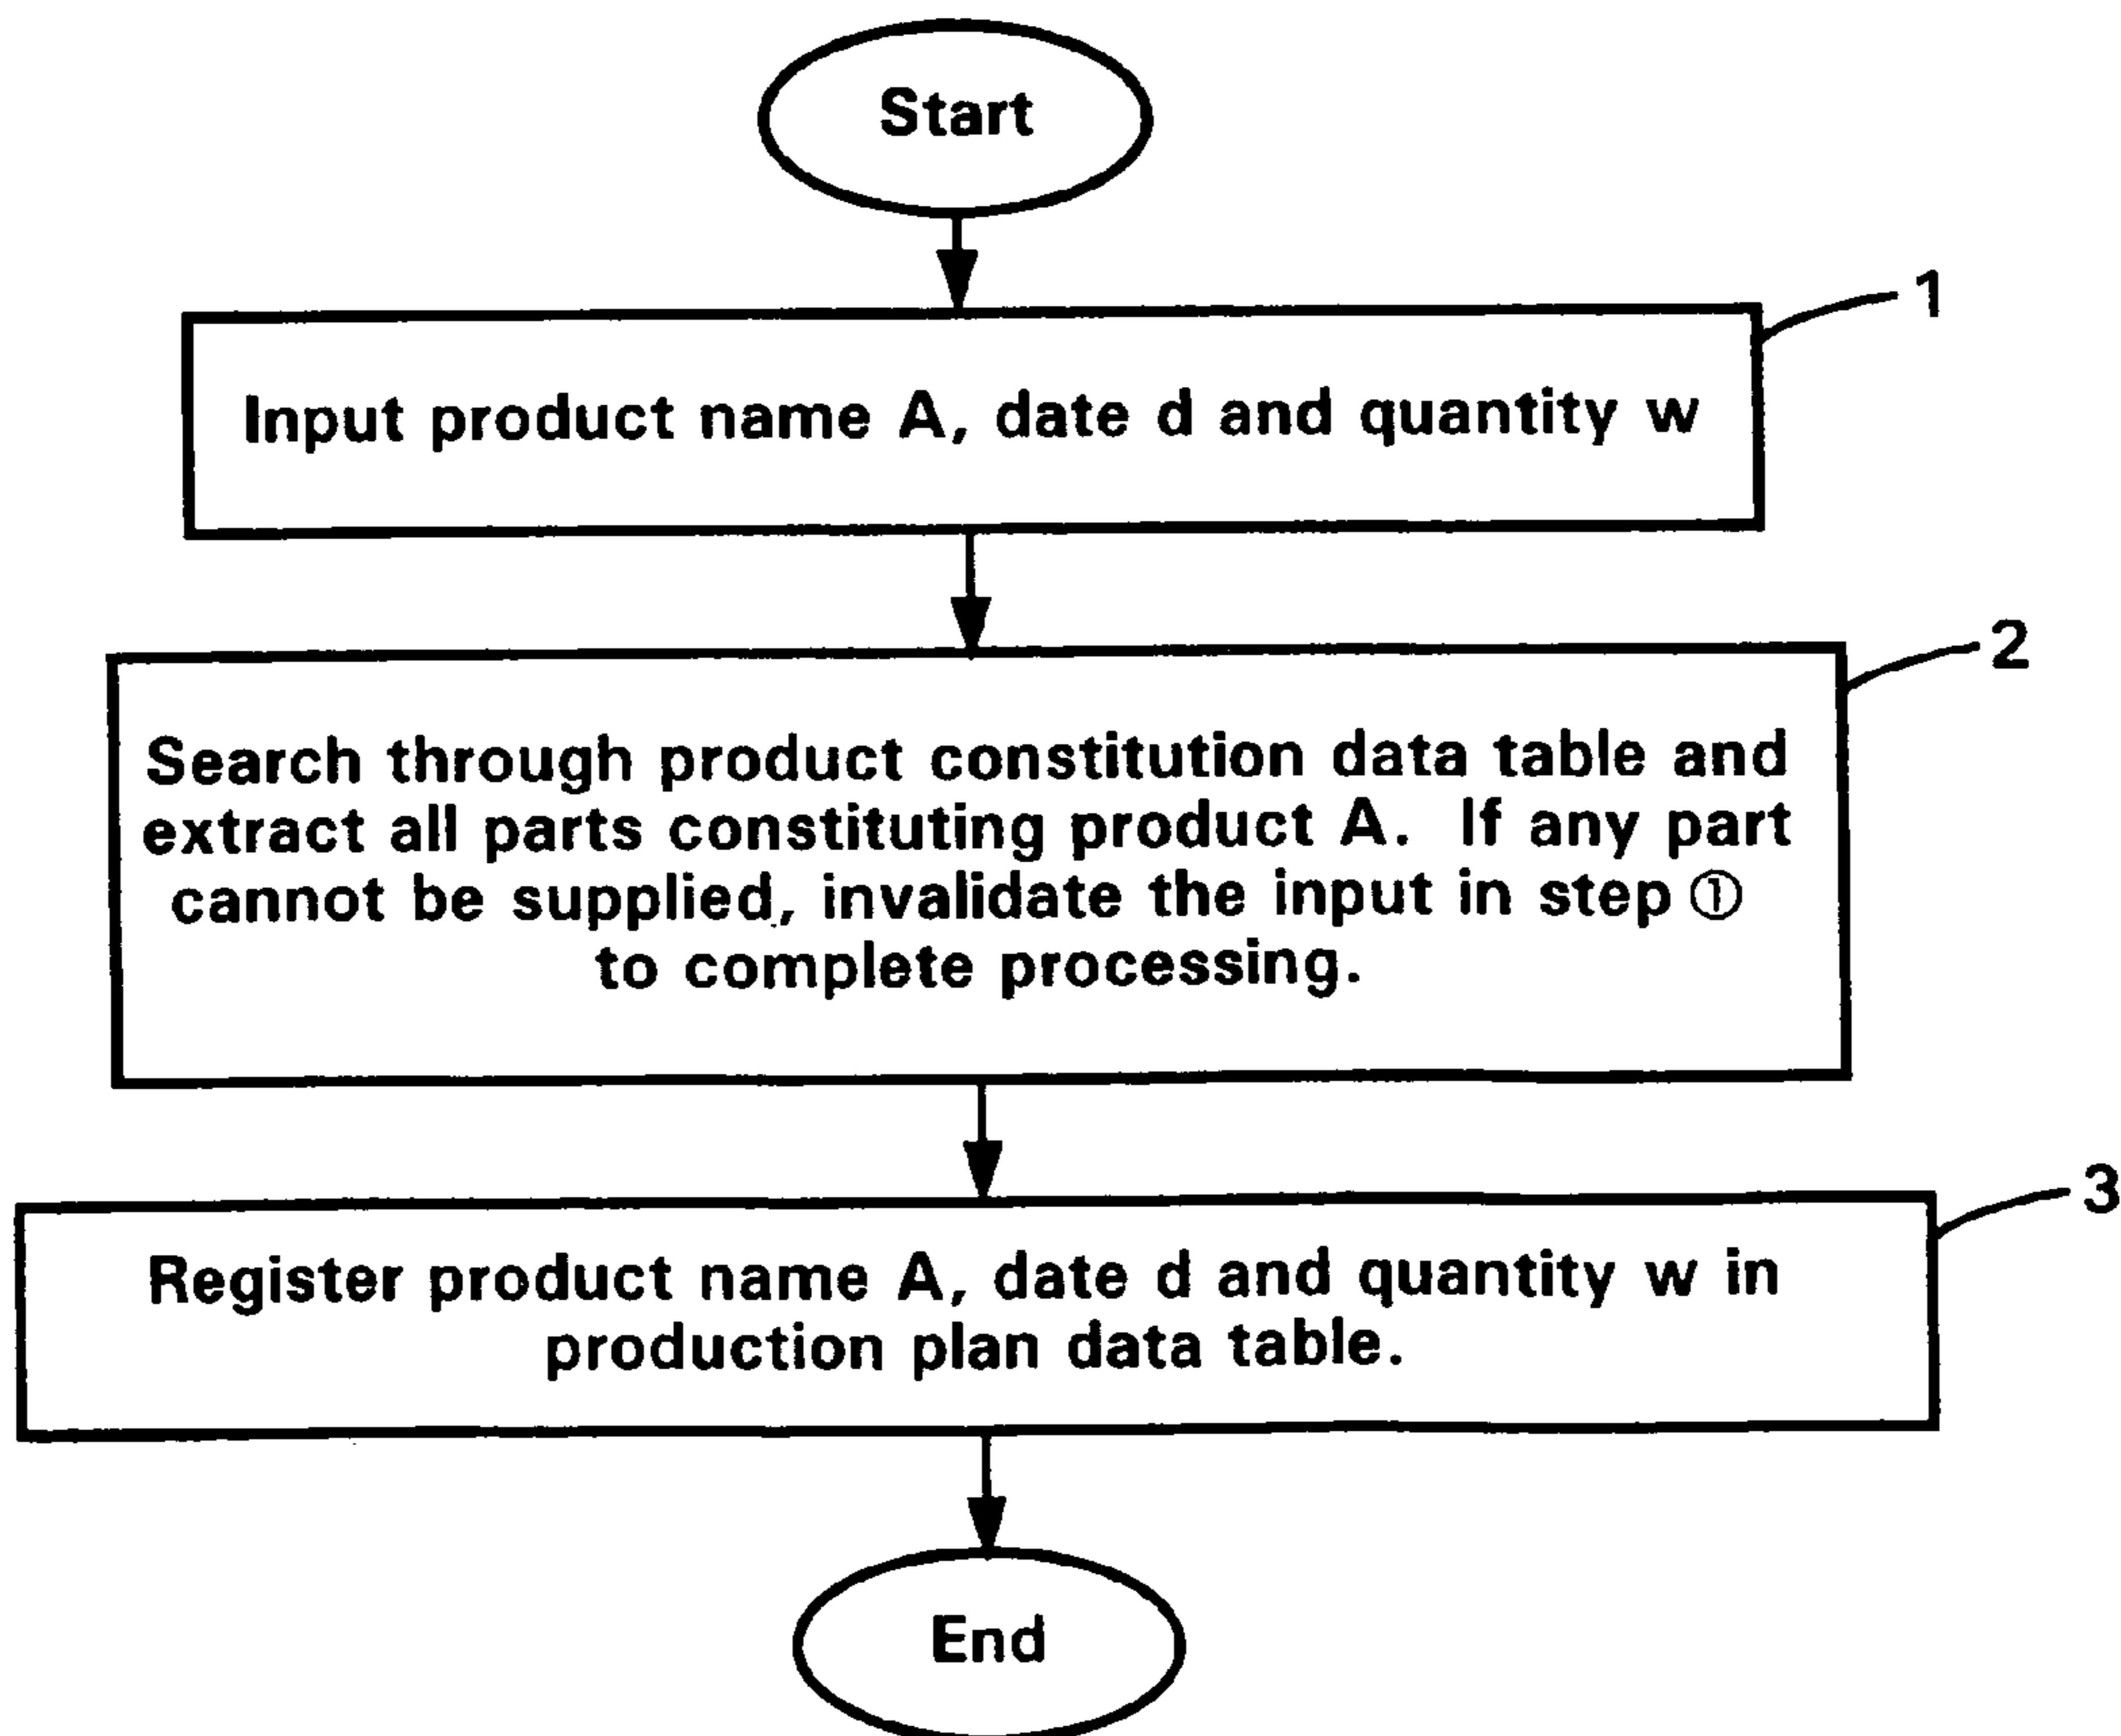 Start
1
Input product name A, date d and quantity w
2
Search through product constitution data table and
extract all parts constituting product A. If any part
cannot be supplied, invalidate the input in step ①
to complete processing.
3
Register product name A, date d and quantity w in
production plan data table.
End